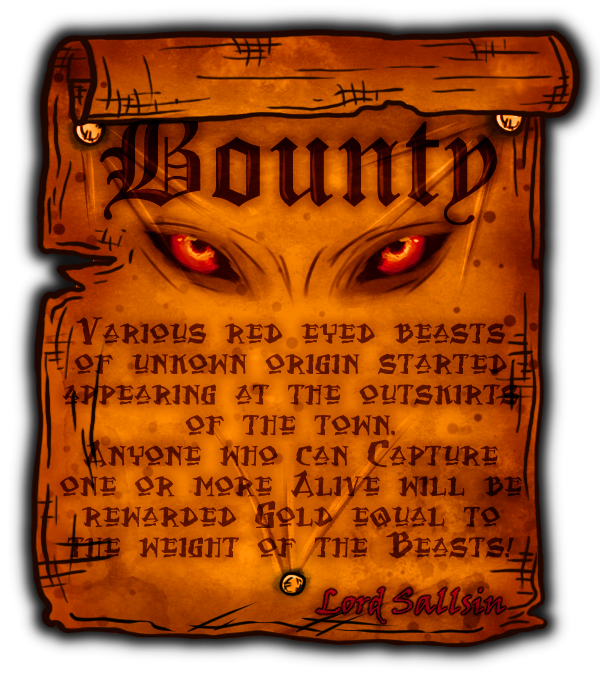 Bounty
Various red eyed beasts
of unkown origin started
appearing at the outskirts
of the town.
Anyone who can Capture
one or more Alive will be
rewarded Gold equal to
the weight of the Beasts!
Lord Sallsin